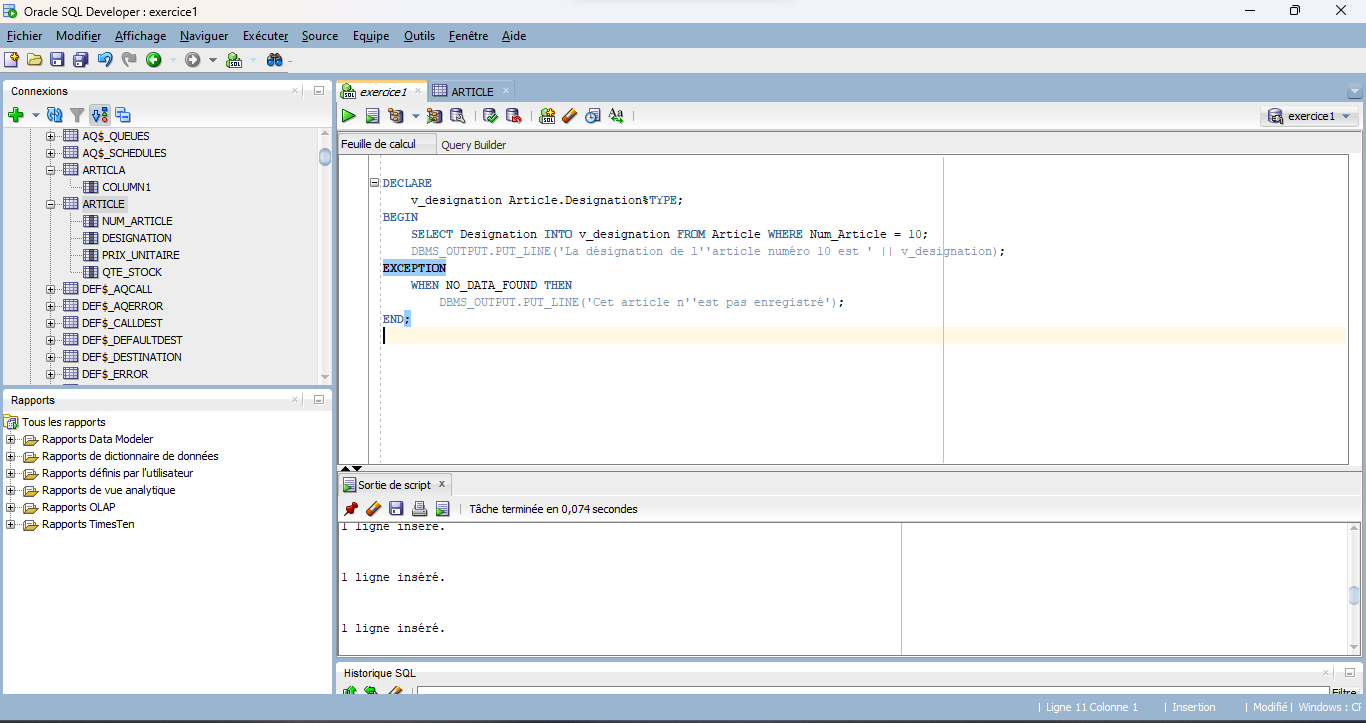 Oracle SQL Developer : exercice1
Fichier Modifier Affichage Naviguer Exécuter Source Equipe Outils Fenêtre Aide
Connexions
AQ$_QUEUES
AQ$_SCHEDULES
ARTICLA
COLUMN1
ARTICLE
NUM_ARTICLE
DESIGNATION
PRIX_UNITAIRE
QTE_STOCK
DEF$_AQCALL
DEF$_AQERROR
DEF$_CALLDEST
DEF$_DEFAULTDEST
DEF$_DESTINATION
DEF$_ERROR
Rapports
Tous les rapports
Rapports Data Modeler
Rapports de dictionnaire de données
Rapports définis par l'utilisateur
Rapports de vue analytique
Rapports OLAP
Rapports TimesTen
exercice1 ARTICLE
exercice1
Feuille de calcul Query Builder
DECLARE
v_designation Article.Designation%TYPE;
BEGIN
SELECT Designation INTO v_designation FROM Article WHERE Num_Article = 10;
DBMS_OUTPUT.PUT_LINE('La désignation de l''article numéro 10 est ' || v_designation);
EXCEPTION
WHEN NO_DATA_FOUND THEN
DBMS_OUTPUT.PUT_LINE('Cet article n''est pas enregistré');
END;
Sortie de script
Tâche terminée en 0,074 secondes
1 ligne inséré.
1 ligne inséré.
1 ligne inséré.
Historique SQL
Filtre
Ligne 11 Colonne 1 Insertion Modifié Windows :